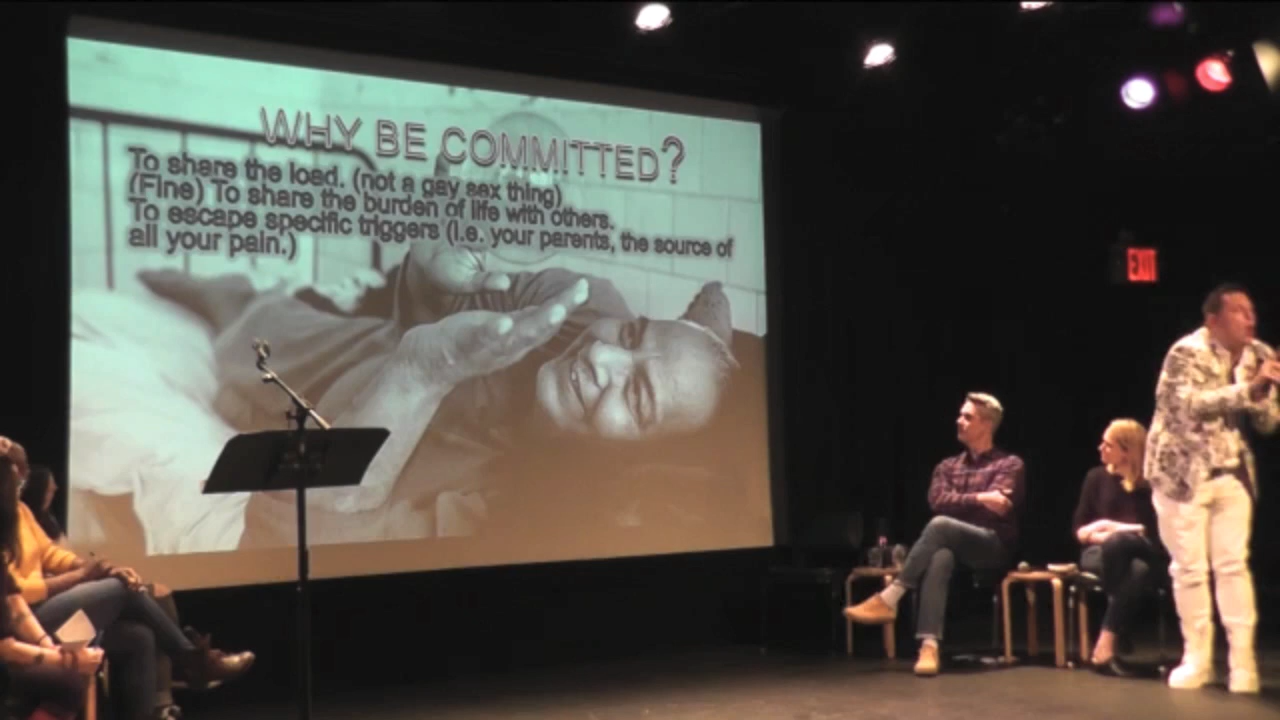 WHY BE COMMITTED?
To share the load. (not a gay sex thing)
(Fine) To share the burden of life with others.
To escape specific triggers (i.e. your parents, the source of
all your pain.)
EXIT